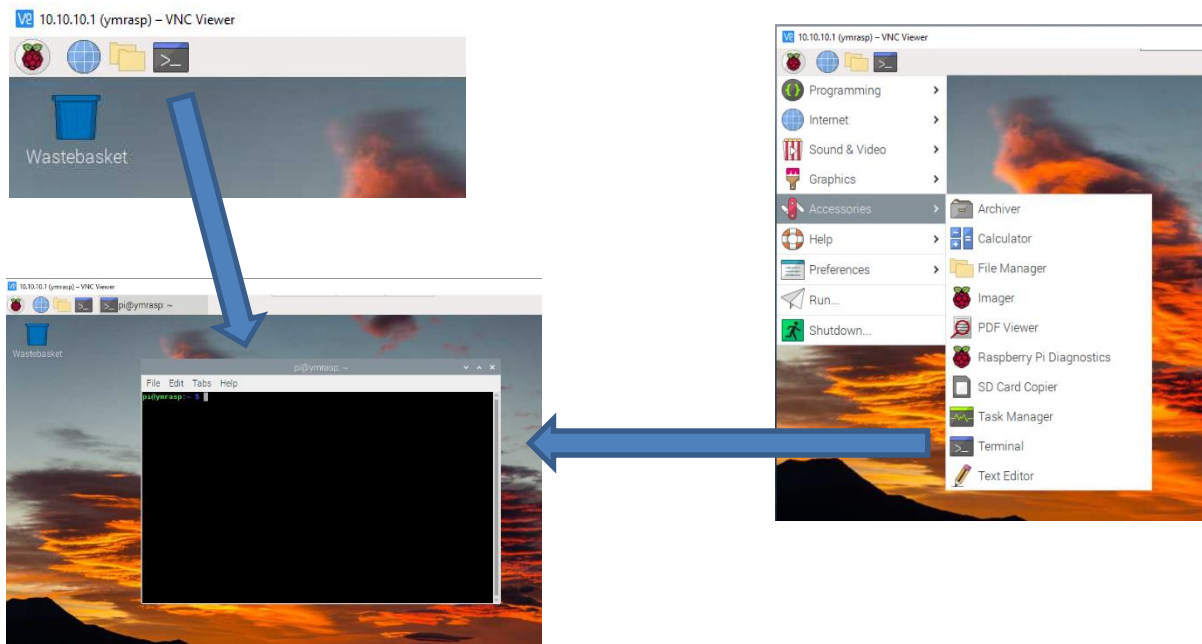 10.10.10.1 (ymrasp) – VNC Viewer
Wastebasket
10.10.10.1 (ymrasp) – VNC Viewer
Programming
Internet
Sound & Video
Graphics
Accessories
Help
Preferences
Run...
Shutdown...
Archiver
Calculator
File Manager
Imager
PDF Viewer
Raspberry Pi Diagnostics
SD Card Copier
Task Manager
Terminal
Text Editor
10.10.10.1 (ymrasp) – VNC Viewer
pi@ymrasp: ~
Wastebasket
pi@ymrasp: ~
File Edit Tabs Help
pi@ymrasp:~ $